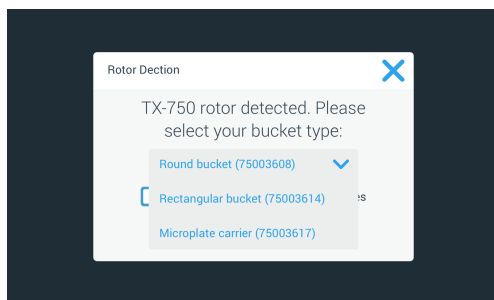 Rotor Dection
TX-750 rotor detected. Please
select your bucket type:
Round bucket (75003608)
Rectangular bucket (75003614)
Microplate carrier (75003617)